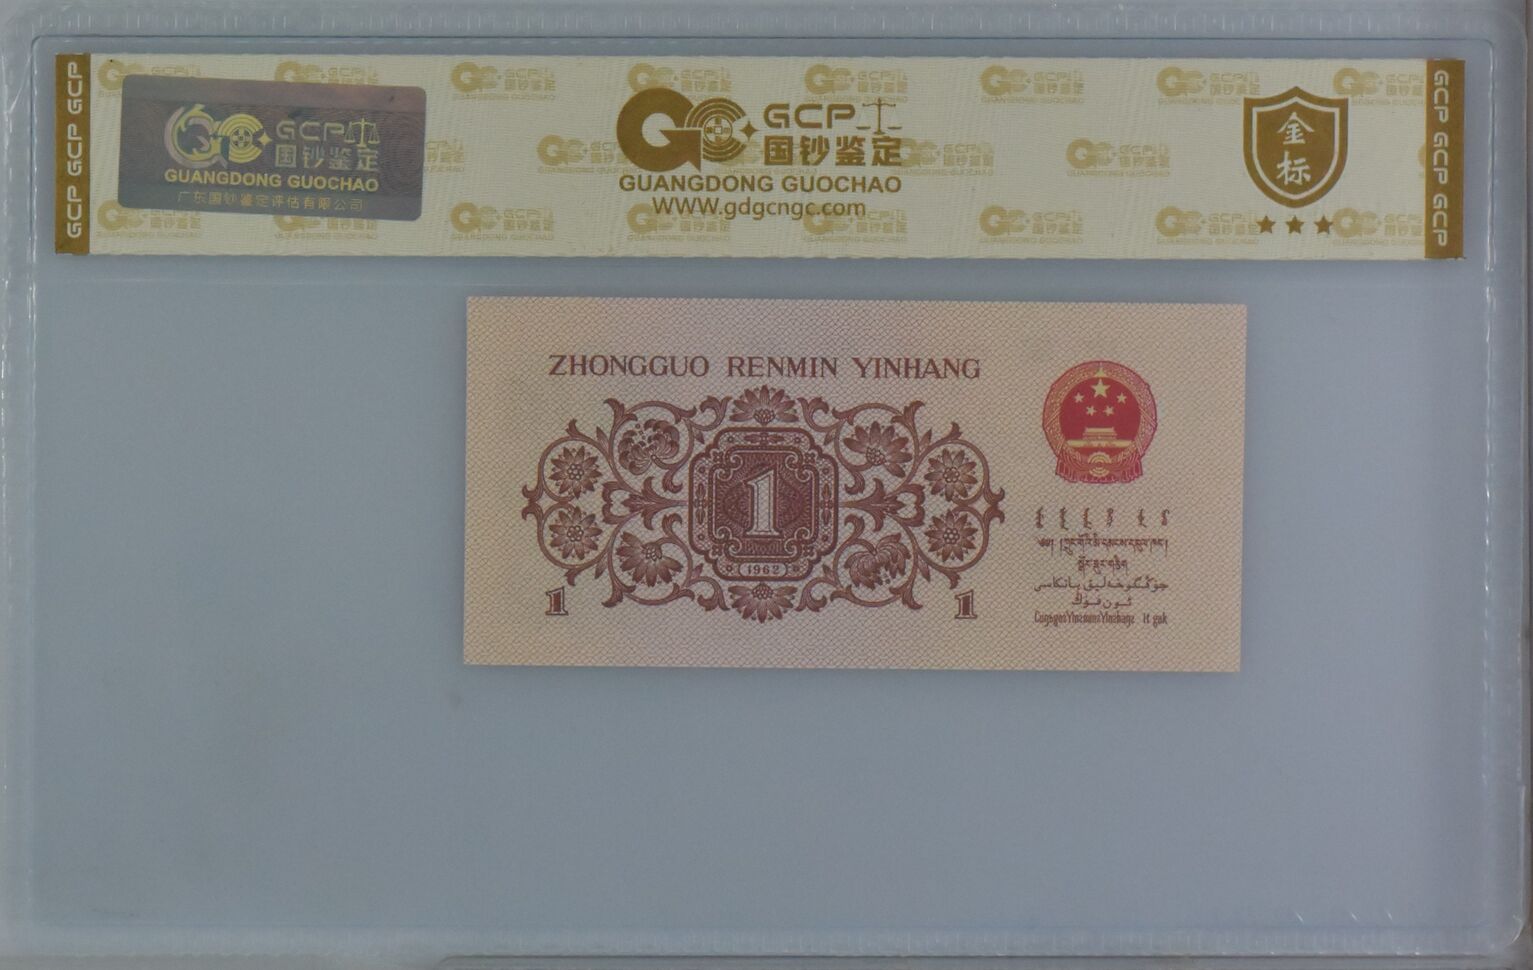 GCP GCP GCP
GCP
国钞鉴定
GUANGDONG GUOCHAO
广东国钞鉴定评估有限公司
GCP
国钞鉴定
GUANGDONG GUOCHAO
WWW.gdgcngc.com
金
标
GCP GCP GCP
ZHONGGUO RENMIN YINHANG
1
(1962)
1
1
جۇڭگوخەلىق بانكاسى